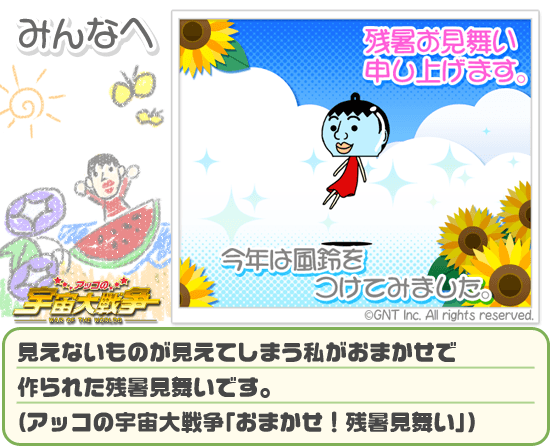 みんなへ
残暑お見舞い
申し上げます。
今年は風鈴を
つけてみました。
©GNT Inc. All rights reserved.
アッコの
宇宙大戦争
WAR OF THE WORLDS
見えないものが見えてしまう私がおまかせで
作られた残暑見舞いです。
(アッコの宇宙大戦争「おまかせ！残暑見舞い」)